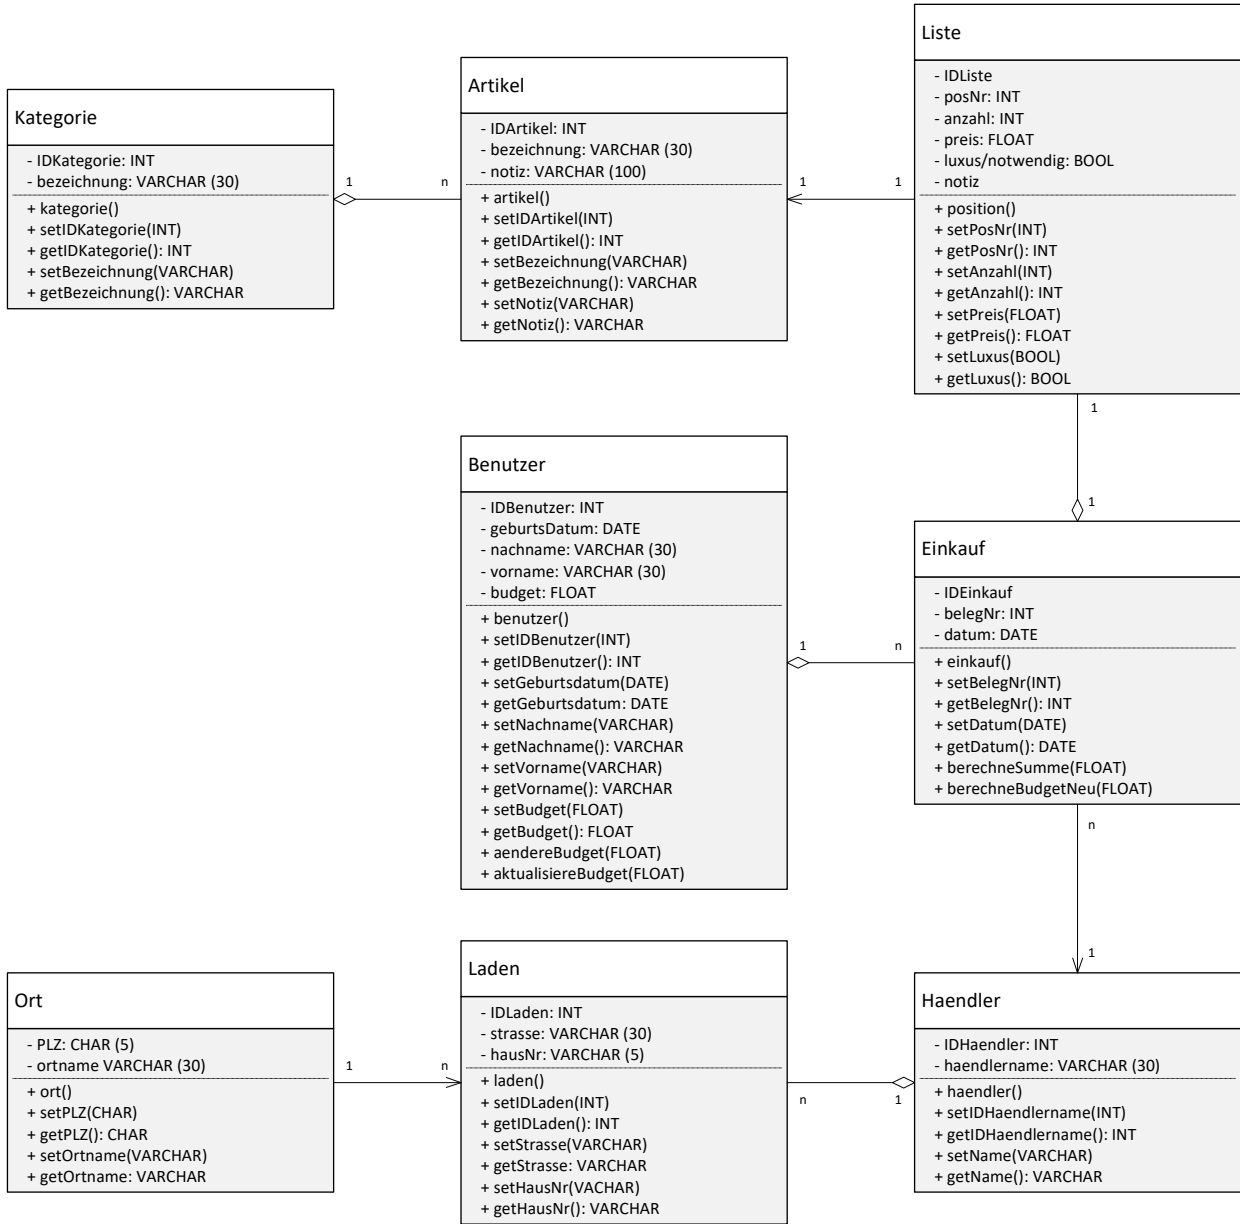 Kategorie
- IDKategorie: INT
- bezeichnung: VARCHAR (30)
+ kategorie()
+ setIDKategorie(INT)
+ getIDKategorie(): INT
+ setBezeichnung(VARCHAR)
+ getBezeichnung(): VARCHAR
1
n
Artikel
- IDArtikel: INT
- bezeichnung: VARCHAR (30)
- notiz: VARCHAR (100)
+ artikel()
+ setIDArtikel(INT)
+ getIDArtikel(): INT
+ setBezeichnung(VARCHAR)
+ getBezeichnung(): VARCHAR
+ setNotiz(VARCHAR)
+ getNotiz(): VARCHAR
1
1
Liste
- IDListe
- posNr: INT
- anzahl: INT
- preis: FLOAT
- luxus/notwendig: BOOL
- notiz
+ position()
+ setPosNr(INT)
+ getPosNr(): INT
+ setAnzahl(INT)
+ getAnzahl(): INT
+ setPreis(FLOAT)
+ getPreis(): FLOAT
+ setLuxus(BOOL)
+ getLuxus(): BOOL
1
1
Benutzer
- IDBenutzer: INT
- geburtsDatum: DATE
- nachname: VARCHAR (30)
- vorname: VARCHAR (30)
- budget: FLOAT
+ benutzer()
+ setIDBenutzer(INT)
+ getIDBenutzer(): INT
+ setGeburtsdatum(DATE)
+ getGeburtsdatum: DATE
+ setNachname(VARCHAR)
+ getNachname(): VARCHAR
+ setVorname(VARCHAR)
+ getVorname(): VARCHAR
+ setBudget(FLOAT)
+ getBudget(): FLOAT
+ aendereBudget(FLOAT)
+ aktualisiereBudget(FLOAT)
1
n
Einkauf
- IDEinkauf
- belegNr: INT
- datum: DATE
+ einkauf()
+ setBelegNr(INT)
+ getBelegNr(): INT
+ setDatum(DATE)
+ getDatum(): DATE
+ berechneSumme(FLOAT)
+ berechneBudgetNeu(FLOAT)
n
1
Ort
- PLZ: CHAR (5)
- ortname VARCHAR (30)
+ ort()
+ setPLZ(CHAR)
+ getPLZ(): CHAR
+ setOrtname(VARCHAR)
+ getOrtname: VARCHAR
1
n
Laden
- IDLaden: INT
- strasse: VARCHAR (30)
- hausNr: VARCHAR (5)
+ laden()
+ setIDLaden(INT)
+ getIDLaden(): INT
+ setStrasse(VARCHAR)
+ getStrasse: VARCHAR
+ setHausNr(VACHAR)
+ getHausNr(): VARCHAR
n
1
Haendler
- IDHaendler: INT
- haendlername: VARCHAR (30)
+ haendler()
+ setIDHaendlername(INT)
+ getIDHaendlername(): INT
+ setName(VARCHAR)
+ getName(): VARCHAR